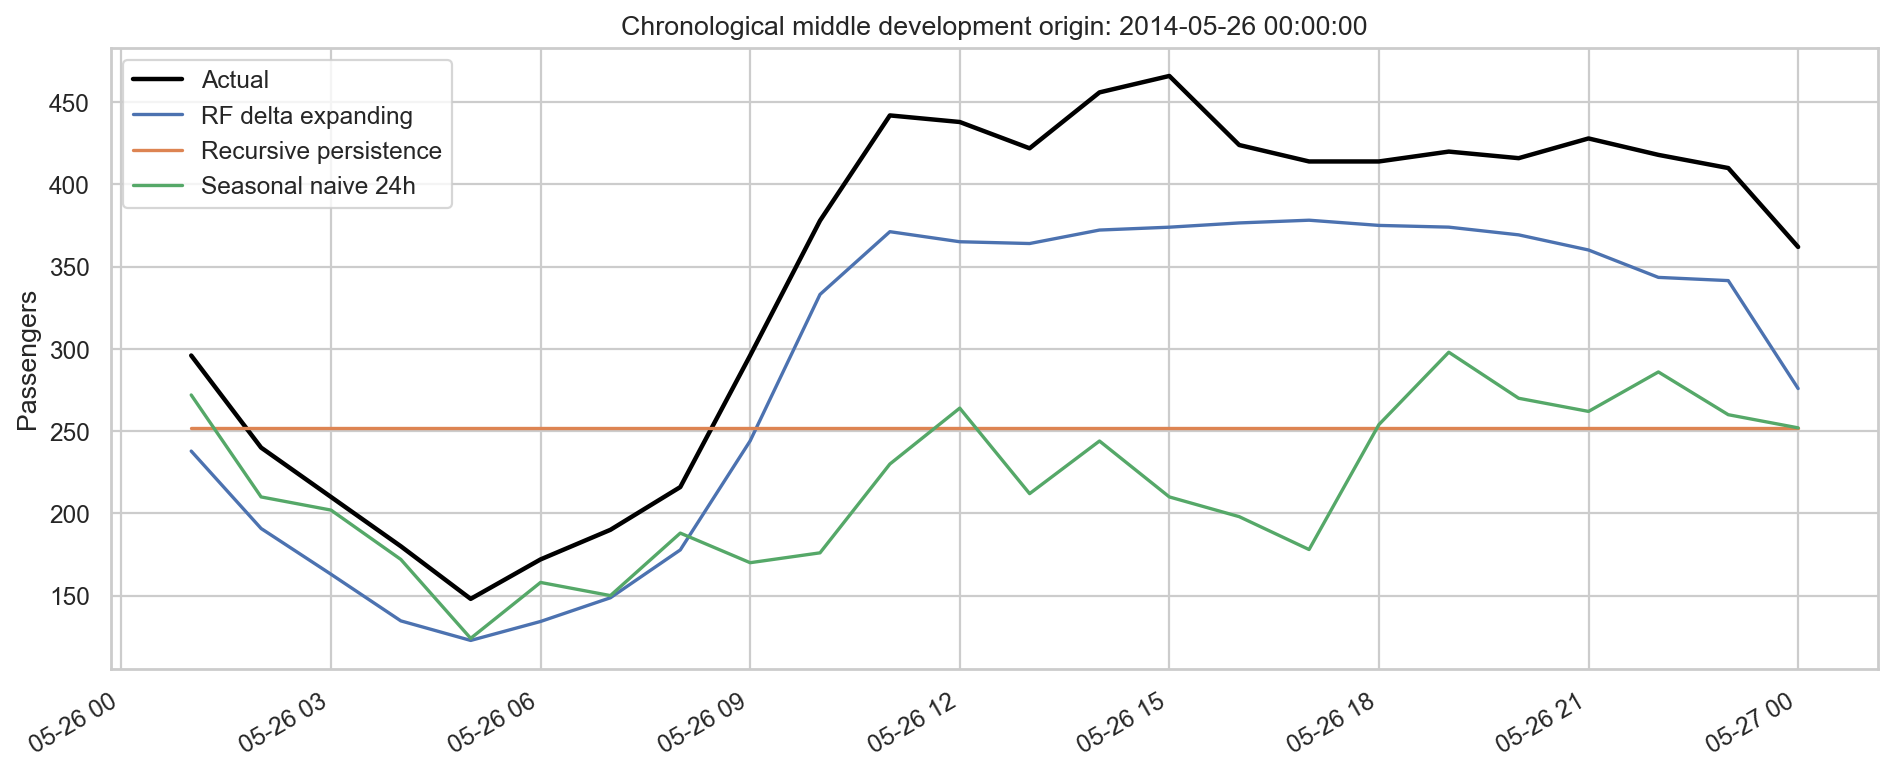 Chronological middle development origin: 2014-05-26 00:00:00
Actual
RF delta expanding
Recursive persistence
Seasonal naive 24h
Passengers
450
400
350
300
250
200
150
05-26 00
05-26 03
05-26 06
05-26 09
05-26 12
05-26 15
05-26 18
05-26 21
05-27 00